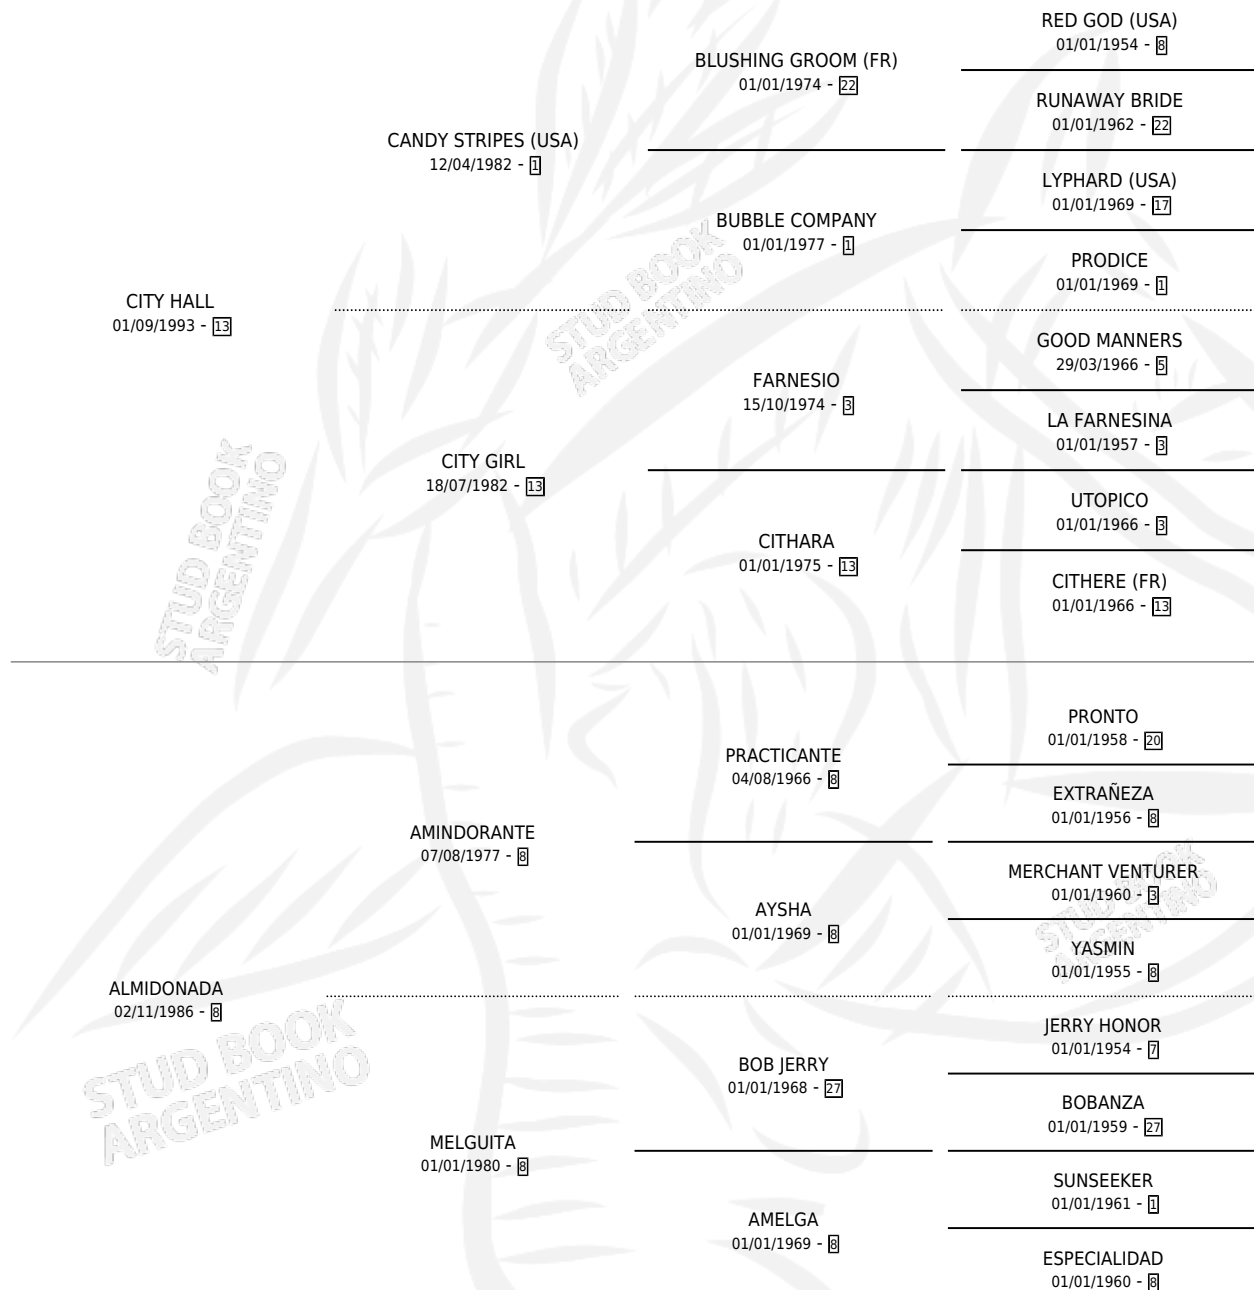 RED GOD (USA)
01/01/1954 - 8
BLUSHING GROOM (FR)
01/01/1974 - 22
RUNAWAY BRIDE
01/01/1962 - 22
CANDY STRIPES (USA)
12/04/1982 - 1
LYPHARD (USA)
01/01/1969 - 17
BUBBLE COMPANY
01/01/1977 - 1
PRODICE
01/01/1969 - 1
CITY HALL
01/09/1993 - 13
STUD BOOK
ARGENTINO
GOOD MANNERS
29/03/1966 - 5
FARNESIO
15/10/1974 - 3
LA FARNESINA
01/01/1957 - 3
CITY GIRL
18/07/1982 - 13
UTOPICO
01/01/1966 - 3
CITHARA
01/01/1975 - 13
CITHERE (FR)
01/01/1966 - 13
STUD BOOK
ARGENTINO
PRONTO
01/01/1958 - 20
PRACTICANTE
04/08/1966 - 8
EXTRAÑEZA
01/01/1956 - 8
AMINDORANTE
07/08/1977 - 8
MERCHANT VENTURER
01/01/1960 - 3
AYSHA
01/01/1969 - 8
STUD BOOK
ARGENTINO
YASMIN
01/01/1955 - 8
ALMIDONADA
02/11/1986 - 8
STUD BOOK
ARGENTINO
JERRY HONOR
01/01/1954 - 7
BOB JERRY
01/01/1968 - 27
BOBANZA
01/01/1959 - 27
MELGUITA
01/01/1980 - 8
SUNSEEKER
01/01/1961 - 1
AMELGA
01/01/1969 - 8
ESPECIALIDAD
01/01/1960 - 8